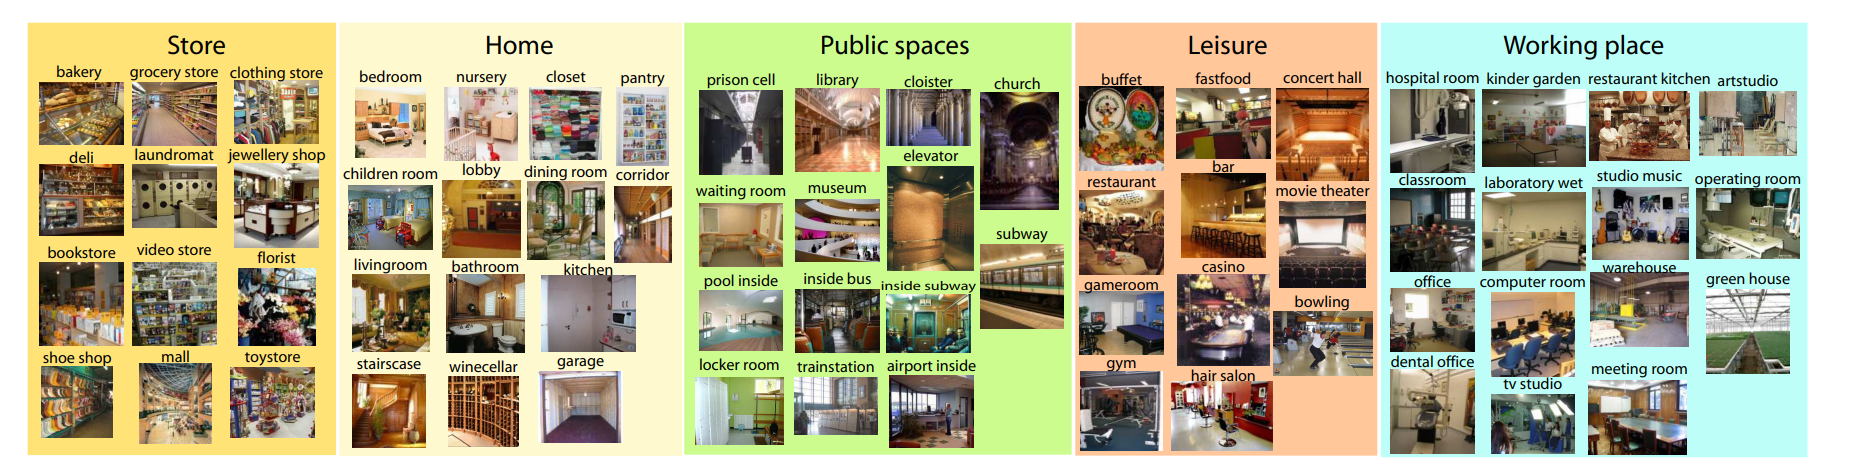 Store
bakery
grocery store
clothing store
deli
laundromat
jewellery shop
bookstore
video store
florist
shoe shop
mall
toystore
Home
bedroom
nursery
closet
pantry
children room
lobby
dining room
corridor
livingroom
bathroom
kitchen
stairscase
winecellar
garage
Public spaces
prison cell
library
cloister
church
waiting room
museum
elevator
subway
pool inside
inside bus
inside subway
locker room
trainstation
airport inside
Leisure
buffet
fastfood
concert hall
restaurant
bar
movie theater
gameroom
casino
bowling
gym
hair salon
Working place
hospital room
kinder garden
restaurant kitchen
artstudio
classroom
laboratory wet
studio music
operating room
office
computer room
warehouse
green house
dental office
tv studio
meeting room